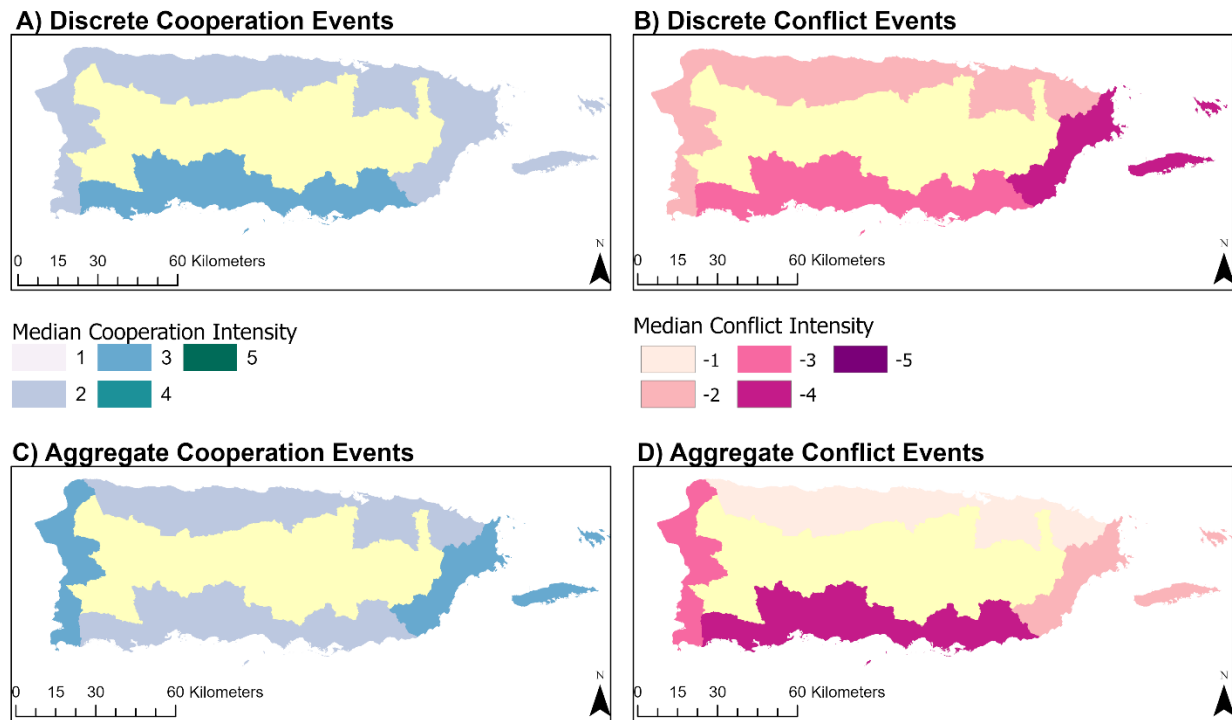 A) Discrete Cooperation Events
B) Discrete Conflict Events
N
0 15 30 60 Kilometers
N
0 15 30 60 Kilometers
Median Cooperation Intensity
1 3 5
2 4
Median Conflict Intensity
-1 -3 -5
-2 -4
C) Aggregate Cooperation Events
D) Aggregate Conflict Events
N
0 15 30 60 Kilometers
N
0 15 30 60 Kilometers